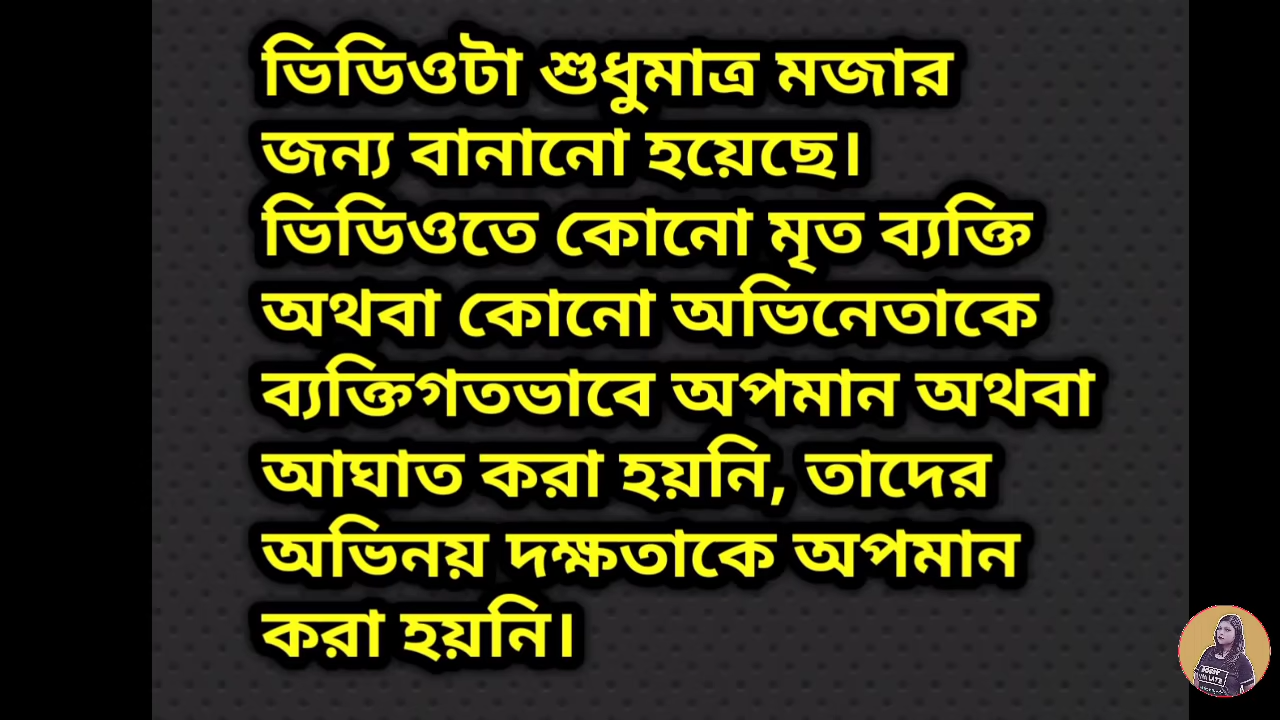 ভিডিওটা শুধুমাত্র মজার
জন্য বানানো হয়েছে।
ভিডিওতে কোনো মৃত ব্যক্তি
অথবা কোনো অভিনেতাকে
ব্যক্তিগতভাবে অপমান অথবা
আঘাত করা হয়নি, তাদের
অভিনয় দক্ষতাকে অপমান
করা হয়নি।